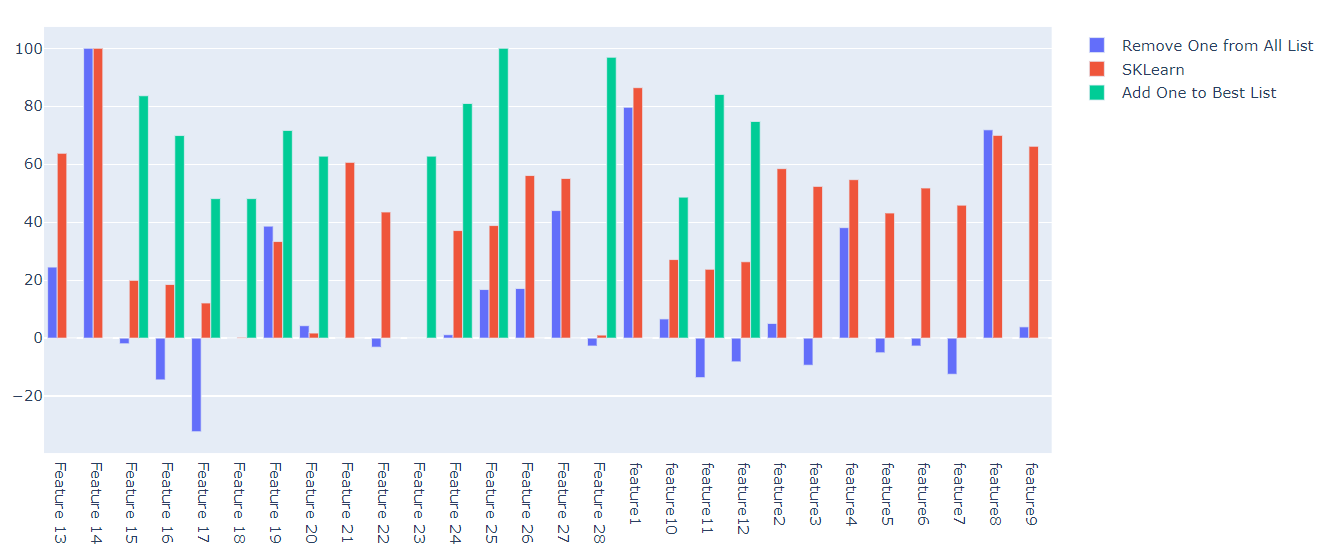 100
80
60
40
20
0
−20
Feature 13
Feature 14
Feature 15
Feature 16
Feature 17
Feature 18
Feature 19
Feature 20
Feature 21
Feature 22
Feature 23
Feature 24
Feature 25
Feature 26
Feature 27
Feature 28
feature1
feature10
feature11
feature12
feature2
feature3
feature4
feature5
feature6
feature7
feature8
feature9
Remove One from All List
SKLearn
Add One to Best List